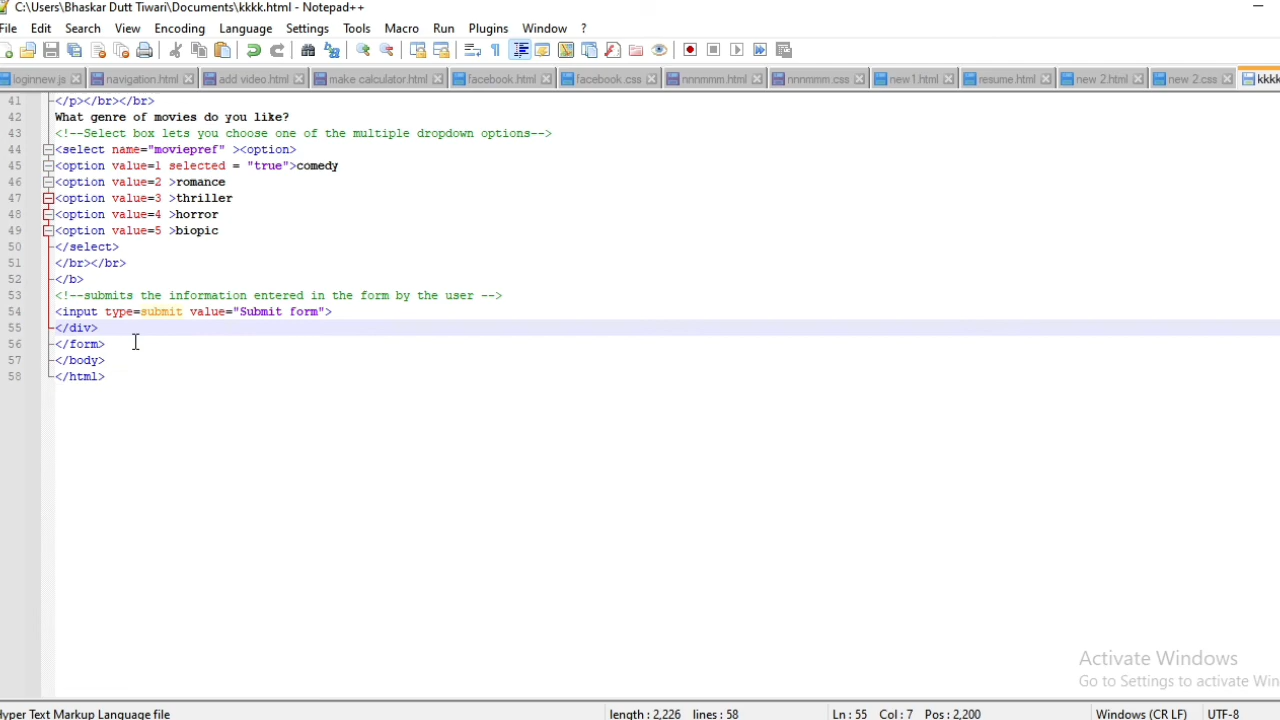 C:\Users\Bhaskar Dutt Tiwari\Documents\kkkk.html - Notepad++
File Edit Search View Encoding Language Settings Tools Macro Run Plugins Window ?
loginnew.js navigation.html add video.html make calculator.html facebook.html facebook.css nnnmmm.html nnnmmm.css new1.html resume.html new 2.html new 2.css kkkk
41 </p></br></br>
42 What genre of movies do you like?
43 <!--Select box lets you choose one of the multiple dropdown options-->
44 <select name="moviepref" ><option>
45 <option value=1 selected = "true">comedy
46 <option value=2 >romance
47 <option value=3 >thriller
48 <option value=4 >horror
49 <option value=5 >biopic
50 </select>
51 </br></br>
52 </b>
53 <!--submits the information entered in the form by the user -->
54 <input type=submit value="Submit form">
55 </div>
56 </form>
57 </body>
58 </html>
Activate Windows
Go to Settings to activate Win
Hyper Text Markup Language file length : 2,226 lines : 58 Ln : 55 Col : 7 Pos : 2,200 Windows (CR LF) UTF-8